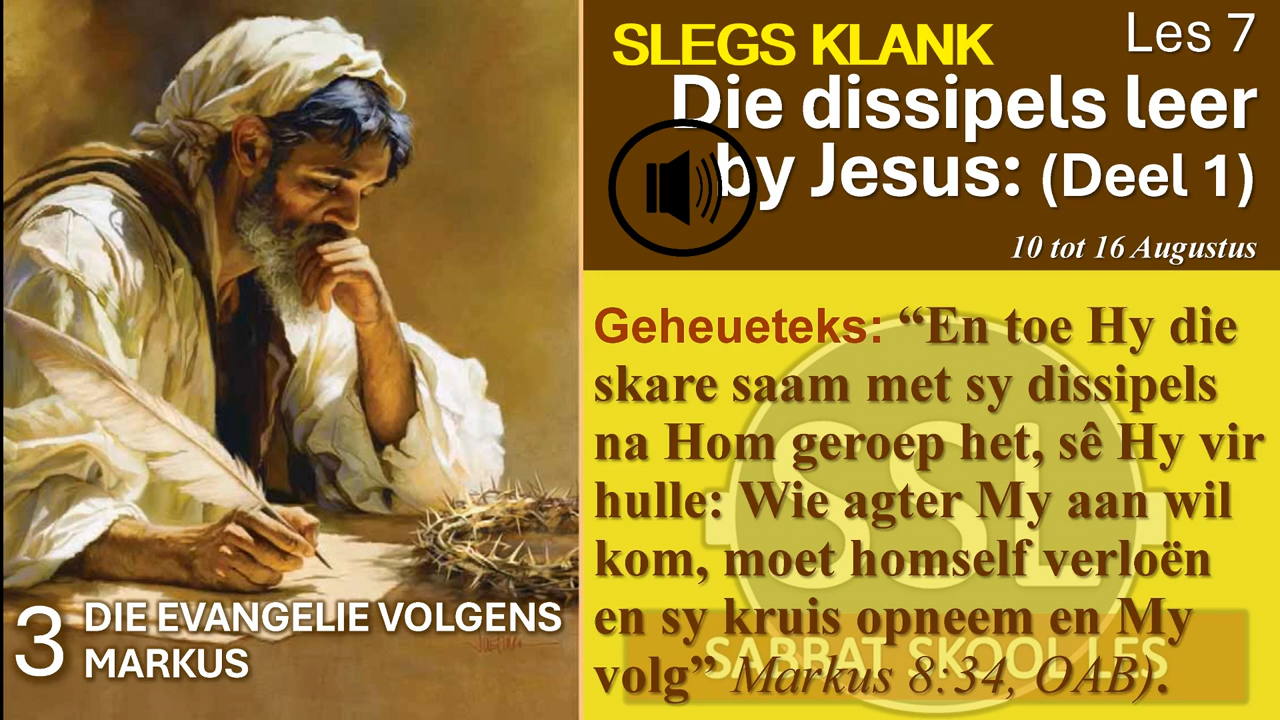 SLEGS KLANK
Les 7
Die dissipels leer
by Jesus: (Deel 1)
10 tot 16 Augustus
Geheueteks: “En toe Hy die
skare saam met sy dissipels
na Hom geroep het, sê Hy vir
hulle: Wie agter My aan wil
kom, moet homself verloën
en sy kruis opneem en My
volg” Markus 8:34, OAB).
SSL
SABBAT SKOOL LES
3 DIE EVANGELIE VOLGENS
MARKUS